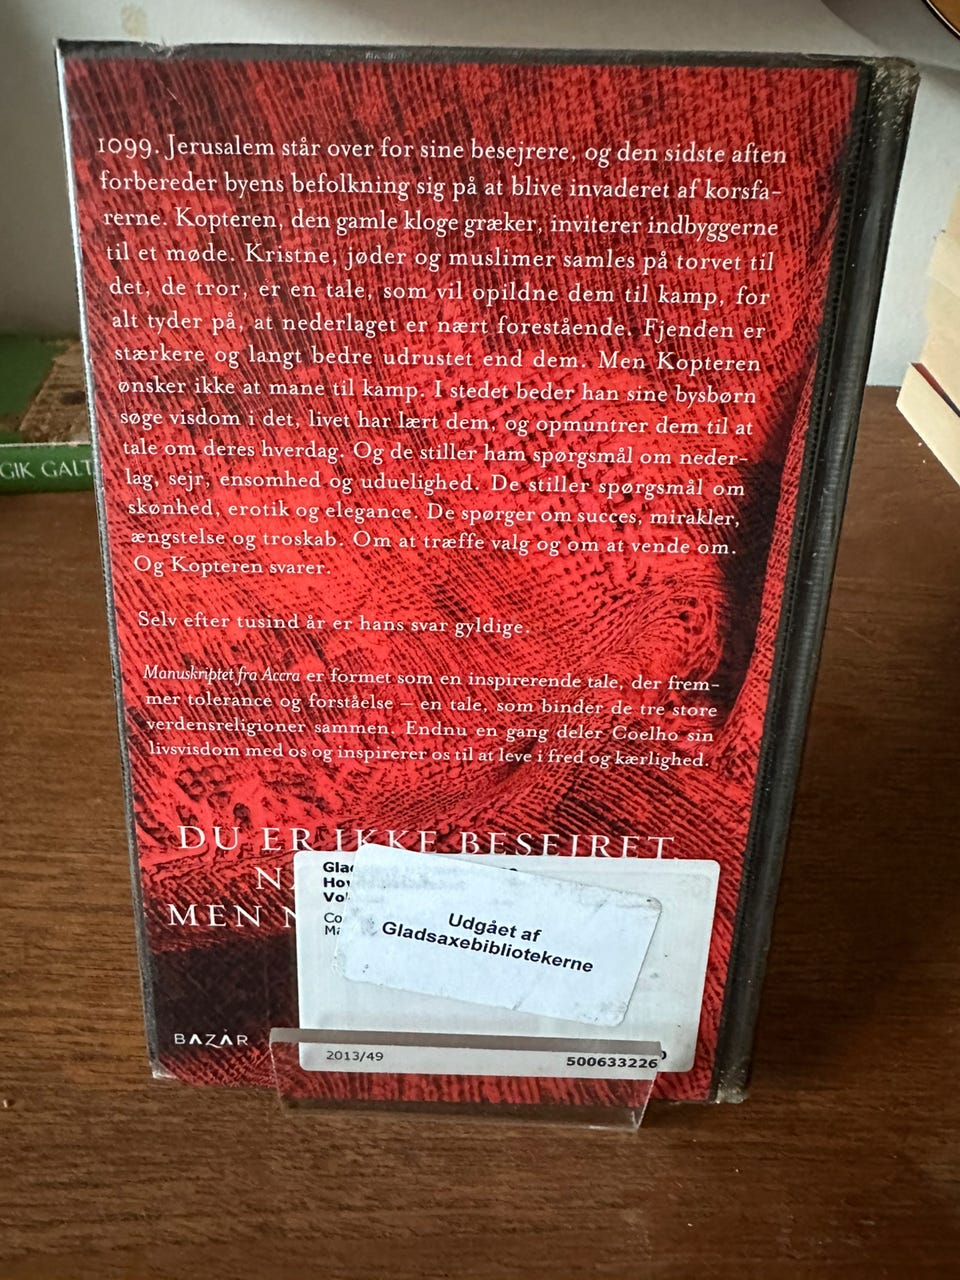 1099. Jerusalem står over for sine besejrere, og den sidste aften
forbereder byens befolkning sig på at blive invaderet af korsfa-
rerne. Kopteren, den gamle kloge græker, inviterer indbyggerne
til et møde. Kristne, jøder og muslimer samles på torvet til
det, de tror, er en tale, som vil opildne dem til kamp, for
alt tyder på, at nederlaget er nært forestående. Fjenden er
stærkere og langt bedre udrustet end dem. Men Kopteren
ønsker ikke at mane til kamp. I stedet beder han sine bysbørn
søge visdom i det, livet har lært dem, og opmuntrer dem til at
tale om deres hverdag. Og de stiller ham spørgsmål om neder-
lag, sejr, ensomhed og uduelighed. De stiller spørgsmål om
skønhed, erotik og elegance. De spørger om succes, mirakler,
ængstelse og troskab. Om at træffe valg og om at vende om.
Og Kopteren svarer.
Selv efter tusind år er hans svar gyldige.
Manuskriptet fra Accra er formet som en inspirerende tale, der frem-
mer tolerance og forståelse – en tale, som binder de tre store
verdensreligioner sammen. Endnu en gang deler Coelho sin
livsvisdom med os og inspirerer os til at leve i fred og kærlighed.
DU ER IKKE BESEJRET,
MEN
Udgået af
Gladsaxebibliotekerne
BAZAR
2013/49
500633226
GIK GALT